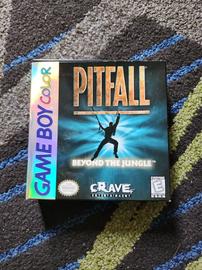 GAME BOY COLOR
PITFALL
BEYOND THE JUNGLE
CRAVE
ENTERTAINMENT